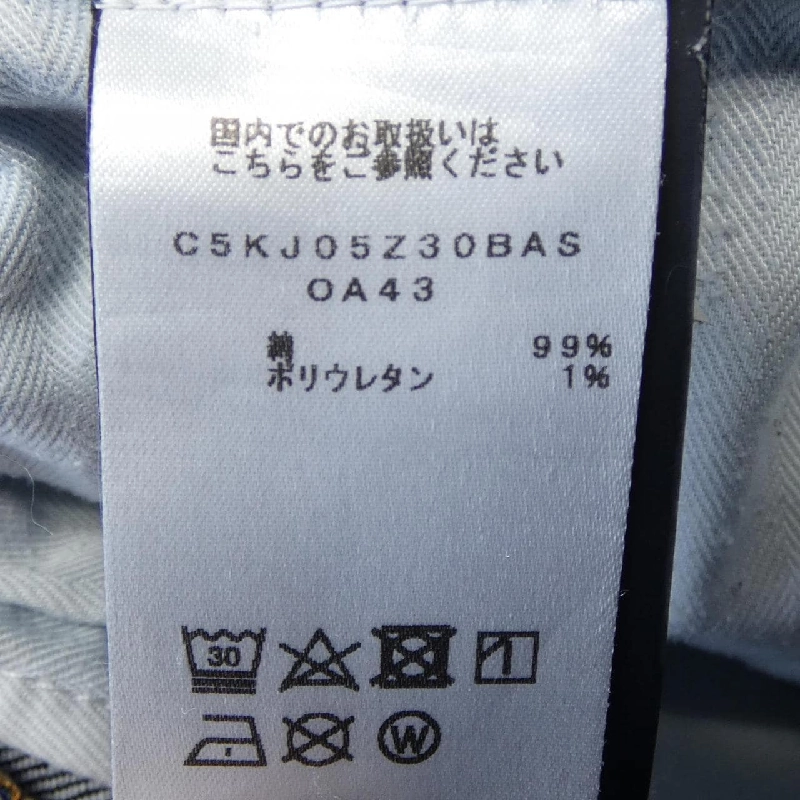 国内でのお取扱いは
こちらをご参照ください
C5KJ05Z30BAS
0A43
綿 99%
ポリウレタン 1%
30
W